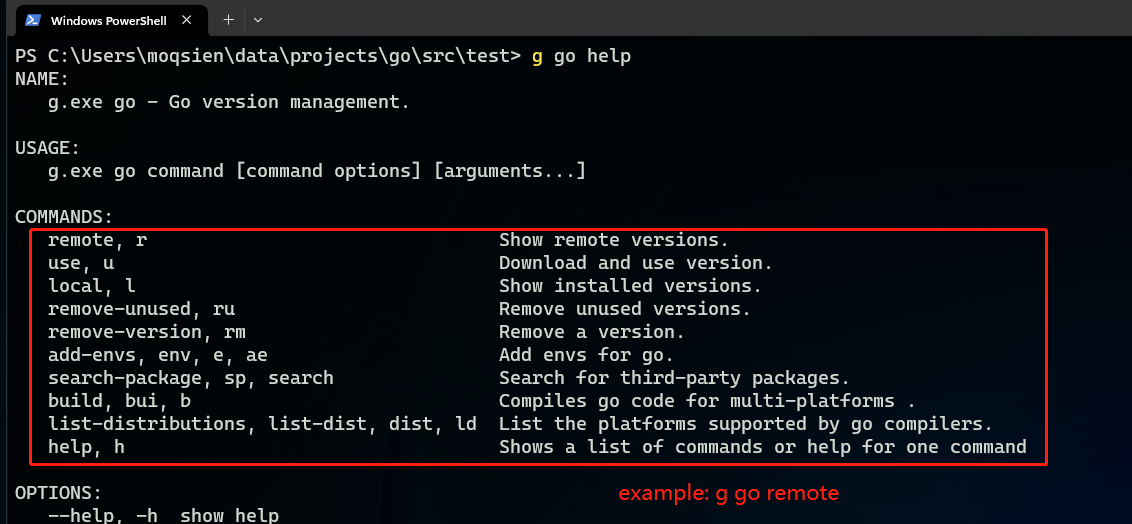 Windows PowerShell
PS C:\Users\moqsien\data\projects\go\src\test> g go help
NAME:
g.exe go – Go version management.
USAGE:
g.exe go command [command options] [arguments...]
COMMANDS:
remote, r Show remote versions.
use, u Download and use version.
local, l Show installed versions.
remove-unused, ru Remove unused versions.
remove-version, rm Remove a version.
add-envs, env, e, ae Add envs for go.
search-package, sp, search Search for third-party packages.
build, bui, b Compiles go code for multi-platforms .
list-distributions, list-dist, dist, ld List the platforms supported by go compilers.
help, h Shows a list of commands or help for one command
OPTIONS:
example: g go remote
--help, -h show help